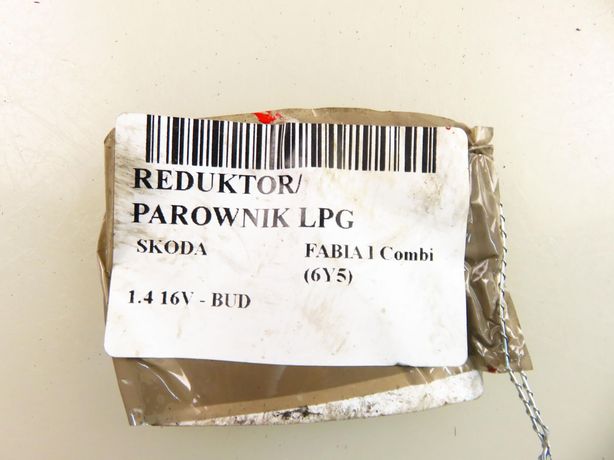 REDUKTOR/
PAROWNIK LPG
SKODA FABIA I Combi
(6Y5)
1.4 16V - BUD